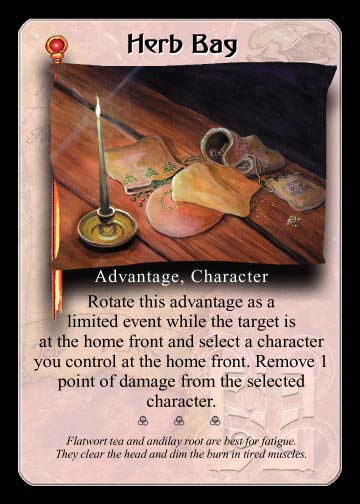 Herb Bag
Advantage, Character
Rotate this advantage as a
limited event while the target is
at the home front and select a character
you control at the home front. Remove 1
point of damage from the selected
character.
Flatwort tea and andilay root are best for fatigue.
They clear the head and dim the burn in tired muscles.